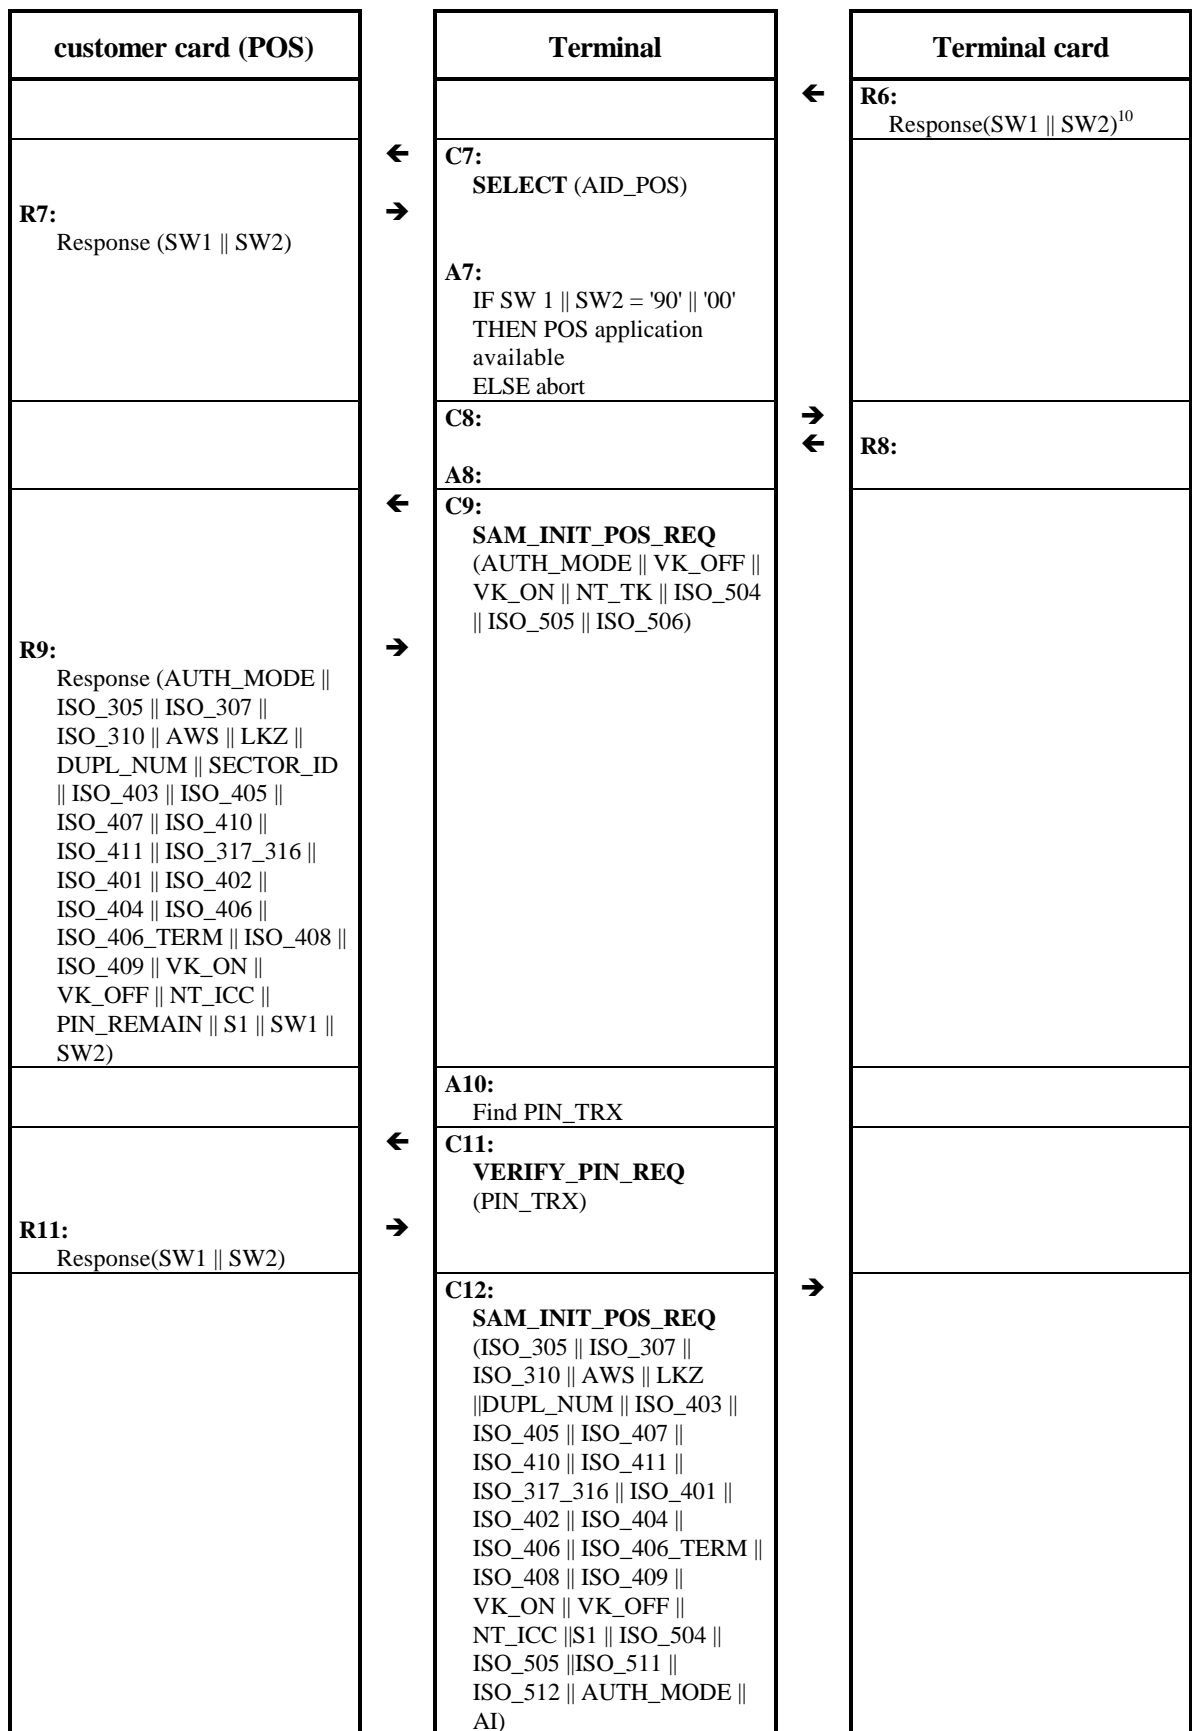 customer card (POS)
Terminal
Terminal card
R6:
Response(SW1 || SW2)10
C7:
SELECT (AID_POS)
R7:
Response (SW1 || SW2)
A7:
IF SW 1 || SW2 = '90' || '00'
THEN POS application
available
ELSE abort
C8:
R8:
A8:
C9:
SAM_INIT_POS_REQ
(AUTH_MODE || VK_OFF ||
VK_ON || NT_TK || ISO_504
|| ISO_505 || ISO_506)
R9:
Response (AUTH_MODE ||
ISO_305 || ISO_307 ||
ISO_310 || AWS || LKZ ||
DUPL_NUM || SECTOR_ID
|| ISO_403 || ISO_405 ||
ISO_407 || ISO_410 ||
ISO_411 || ISO_317_316 ||
ISO_401 || ISO_402 ||
ISO_404 || ISO_406 ||
ISO_406_TERM || ISO_408 ||
ISO_409 || VK_ON ||
VK_OFF || NT_ICC ||
PIN_REMAIN || S1 || SW1 ||
SW2)
A10:
Find PIN_TRX
C11:
VERIFY_PIN_REQ
(PIN_TRX)
R11:
Response(SW1 || SW2)
C12:
SAM_INIT_POS_REQ
(ISO_305 || ISO_307 ||
ISO_310 || AWS || LKZ
||DUPL_NUM || ISO_403 ||
ISO_405 || ISO_407 ||
ISO_410 || ISO_411 ||
ISO_317_316 || ISO_401 ||
ISO_402 || ISO_404 ||
ISO_406 || ISO_406_TERM ||
ISO_408 || ISO_409 ||
VK_ON || VK_OFF ||
NT_ICC ||S1 || ISO_504 ||
ISO_505 ||ISO_511 ||
ISO_512 || AUTH_MODE ||
AI)